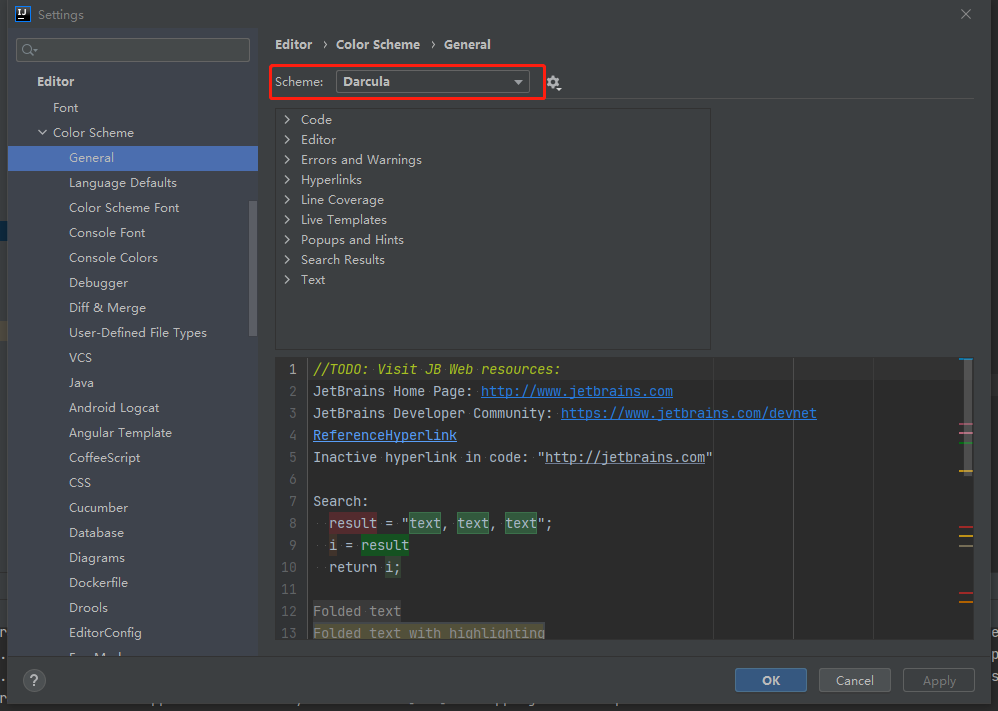 IJ
Settings
Editor
Font
Color Scheme
General
Language Defaults
Color Scheme Font
Console Font
Console Colors
Debugger
Diff & Merge
User-Defined File Types
VCS
Java
Android Logcat
Angular Template
CoffeeScript
CSS
Cucumber
Database
Diagrams
Dockerfile
Drools
EditorConfig
Editor › Color Scheme › General
Scheme: Darcula
Code
Editor
Errors and Warnings
Hyperlinks
Line Coverage
Live Templates
Popups and Hints
Search Results
Text
1 //TODO: Visit JB Web resources:
2 JetBrains Home Page: http://www.jetbrains.com
3 JetBrains Developer Community: https://www.jetbrains.com/devnet
4 ReferenceHyperlink
5 Inactive hyperlink in code: "http://jetbrains.com"
6
7 Search:
8 result = "text, text, text";
9 i = result
10 return i;
11
12 Folded text
13 Folded text with highlighting
?
OK
Cancel
Apply